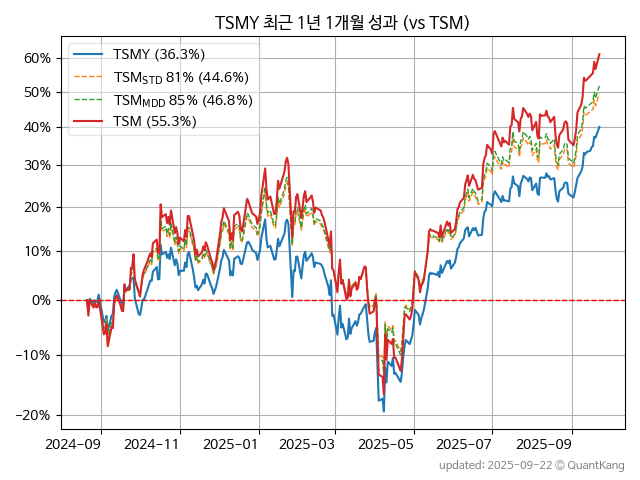 TSMY 최근 1년 1개월 성과 (vs TSM)
TSMY (36.3%)
TSM_STD 81% (44.6%)
TSM_MDD 85% (46.8%)
TSM (55.3%)
60%
50%
40%
30%
20%
10%
0%
−10%
−20%
2024-09 2024-11 2025-01 2025-03 2025-05 2025-07 2025-09
updated: 2025-09-22 © QuantKang